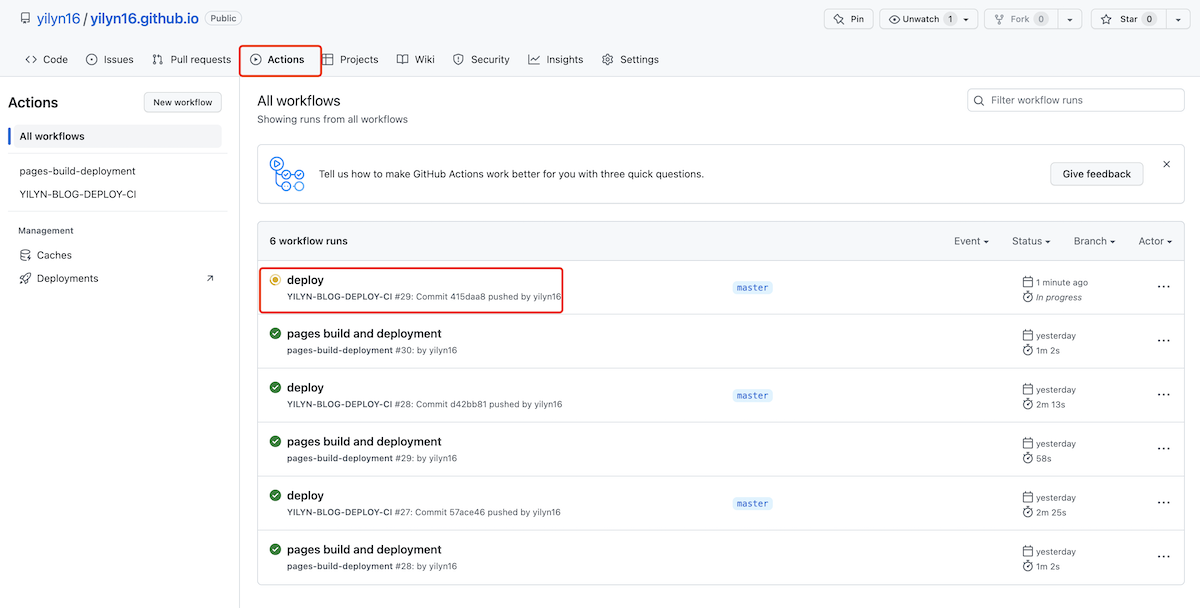 yilyn16 / yilyn16.github.io Public
Pin Unwatch 1 Fork 0 Star 0
Code Issues Pull requests Actions Projects Wiki Security Insights Settings
Actions
New workflow
All workflows
pages-build-deployment
YILYN-BLOG-DEPLOY-CI
Management
Caches
Deployments
All workflows
Showing runs from all workflows
Filter workflow runs
Tell us how to make GitHub Actions work better for you with three quick questions.
Give feedback
6 workflow runs
Event Status Branch Actor
deploy
YILYN-BLOG-DEPLOY-CI #29: Commit 415daa8 pushed by yilyn16
master
1 minute ago
In progress
pages build and deployment
pages-build-deployment #30: by yilyn16
yesterday
1m 2s
deploy
YILYN-BLOG-DEPLOY-CI #28: Commit d42bb81 pushed by yilyn16
master
yesterday
2m 13s
pages build and deployment
pages-build-deployment #29: by yilyn16
yesterday
58s
deploy
YILYN-BLOG-DEPLOY-CI #27: Commit 57ace46 pushed by yilyn16
master
yesterday
2m 25s
pages build and deployment
pages-build-deployment #28: by yilyn16
yesterday
1m 2s